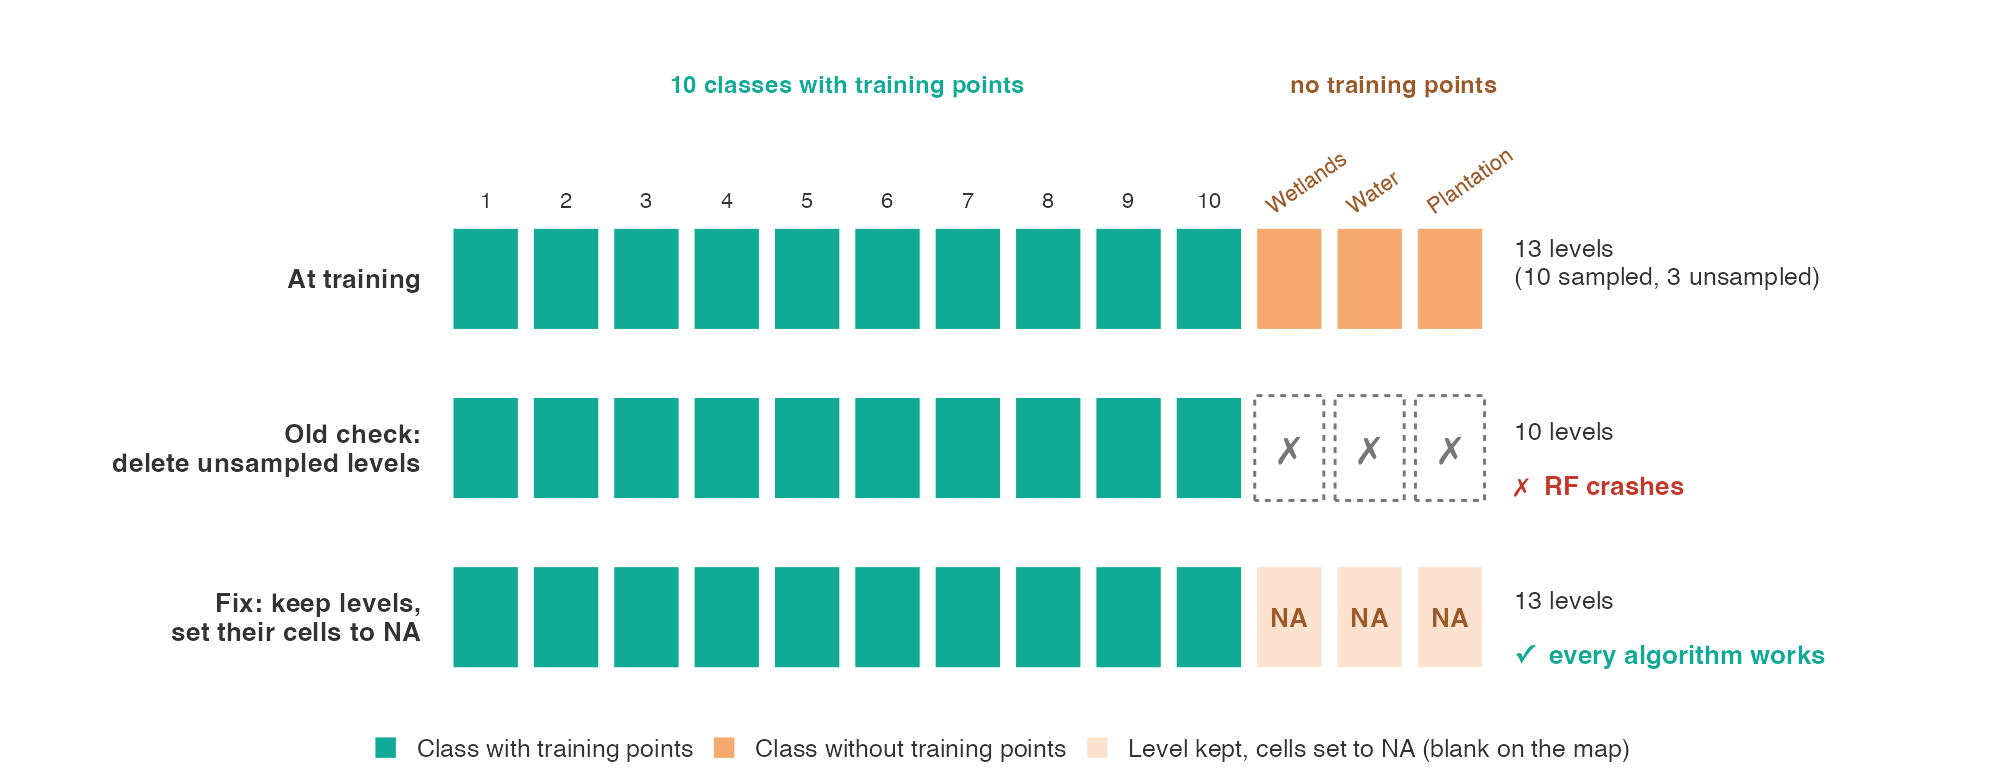 10 classes with training points
no training points
1 2 3 4 5 6 7 8 9 10 Wetlands Water Plantation
At training
13 levels
(10 sampled, 3 unsampled)
Old check:
delete unsampled levels
✗ ✗ ✗
10 levels
✗ RF crashes
Fix: keep levels,
set their cells to NA
NA NA NA
13 levels
✓ every algorithm works
Class with training points
Class without training points
Level kept, cells set to NA (blank on the map)